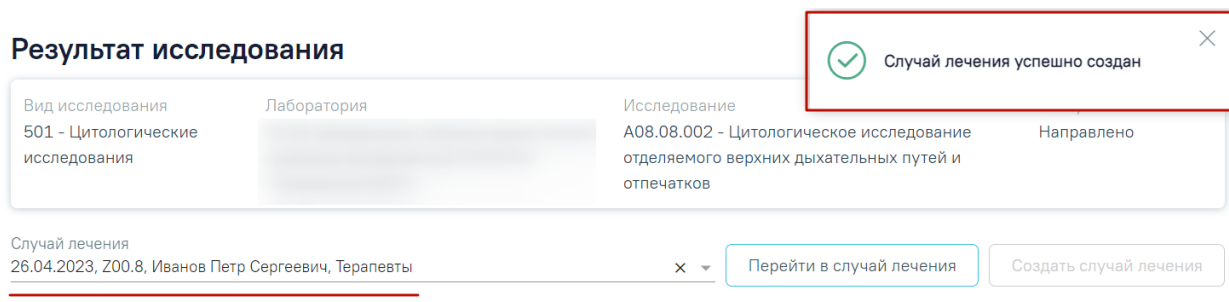 Результат исследования
Случай лечения успешно создан
Вид исследования
501 - Цитологические
исследования
Лаборатория
Исследование
A08.08.002 - Цитологическое исследование
отделяемого верхних дыхательных путей и
отпечатков
Направлено
Случай лечения
26.04.2023, Z00.8, Иванов Петр Сергеевич, Терапевты
Перейти в случай лечения
Создать случай лечения